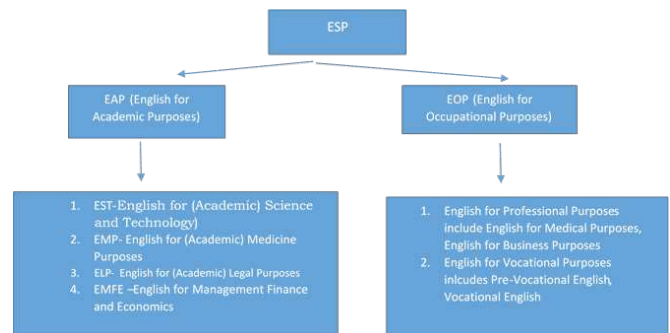 ESP
EAP (English for
Academic Purposes)
EOP (English for
Occupational Purposes)
1. EST-English for (Academic) Science
and Technology)
2. EMP- English for (Academic) Medicine
Purposes
3. ELP- English for (Academic) Legal Purposes
4. EMFE –English for Management Finance
and Economics
1. English for Professional Purposes
include English for Medical Purposes,
English for Business Purposes
2. English for Vocational Purposes
inlcudes Pre-Vocational English,
Vocational English